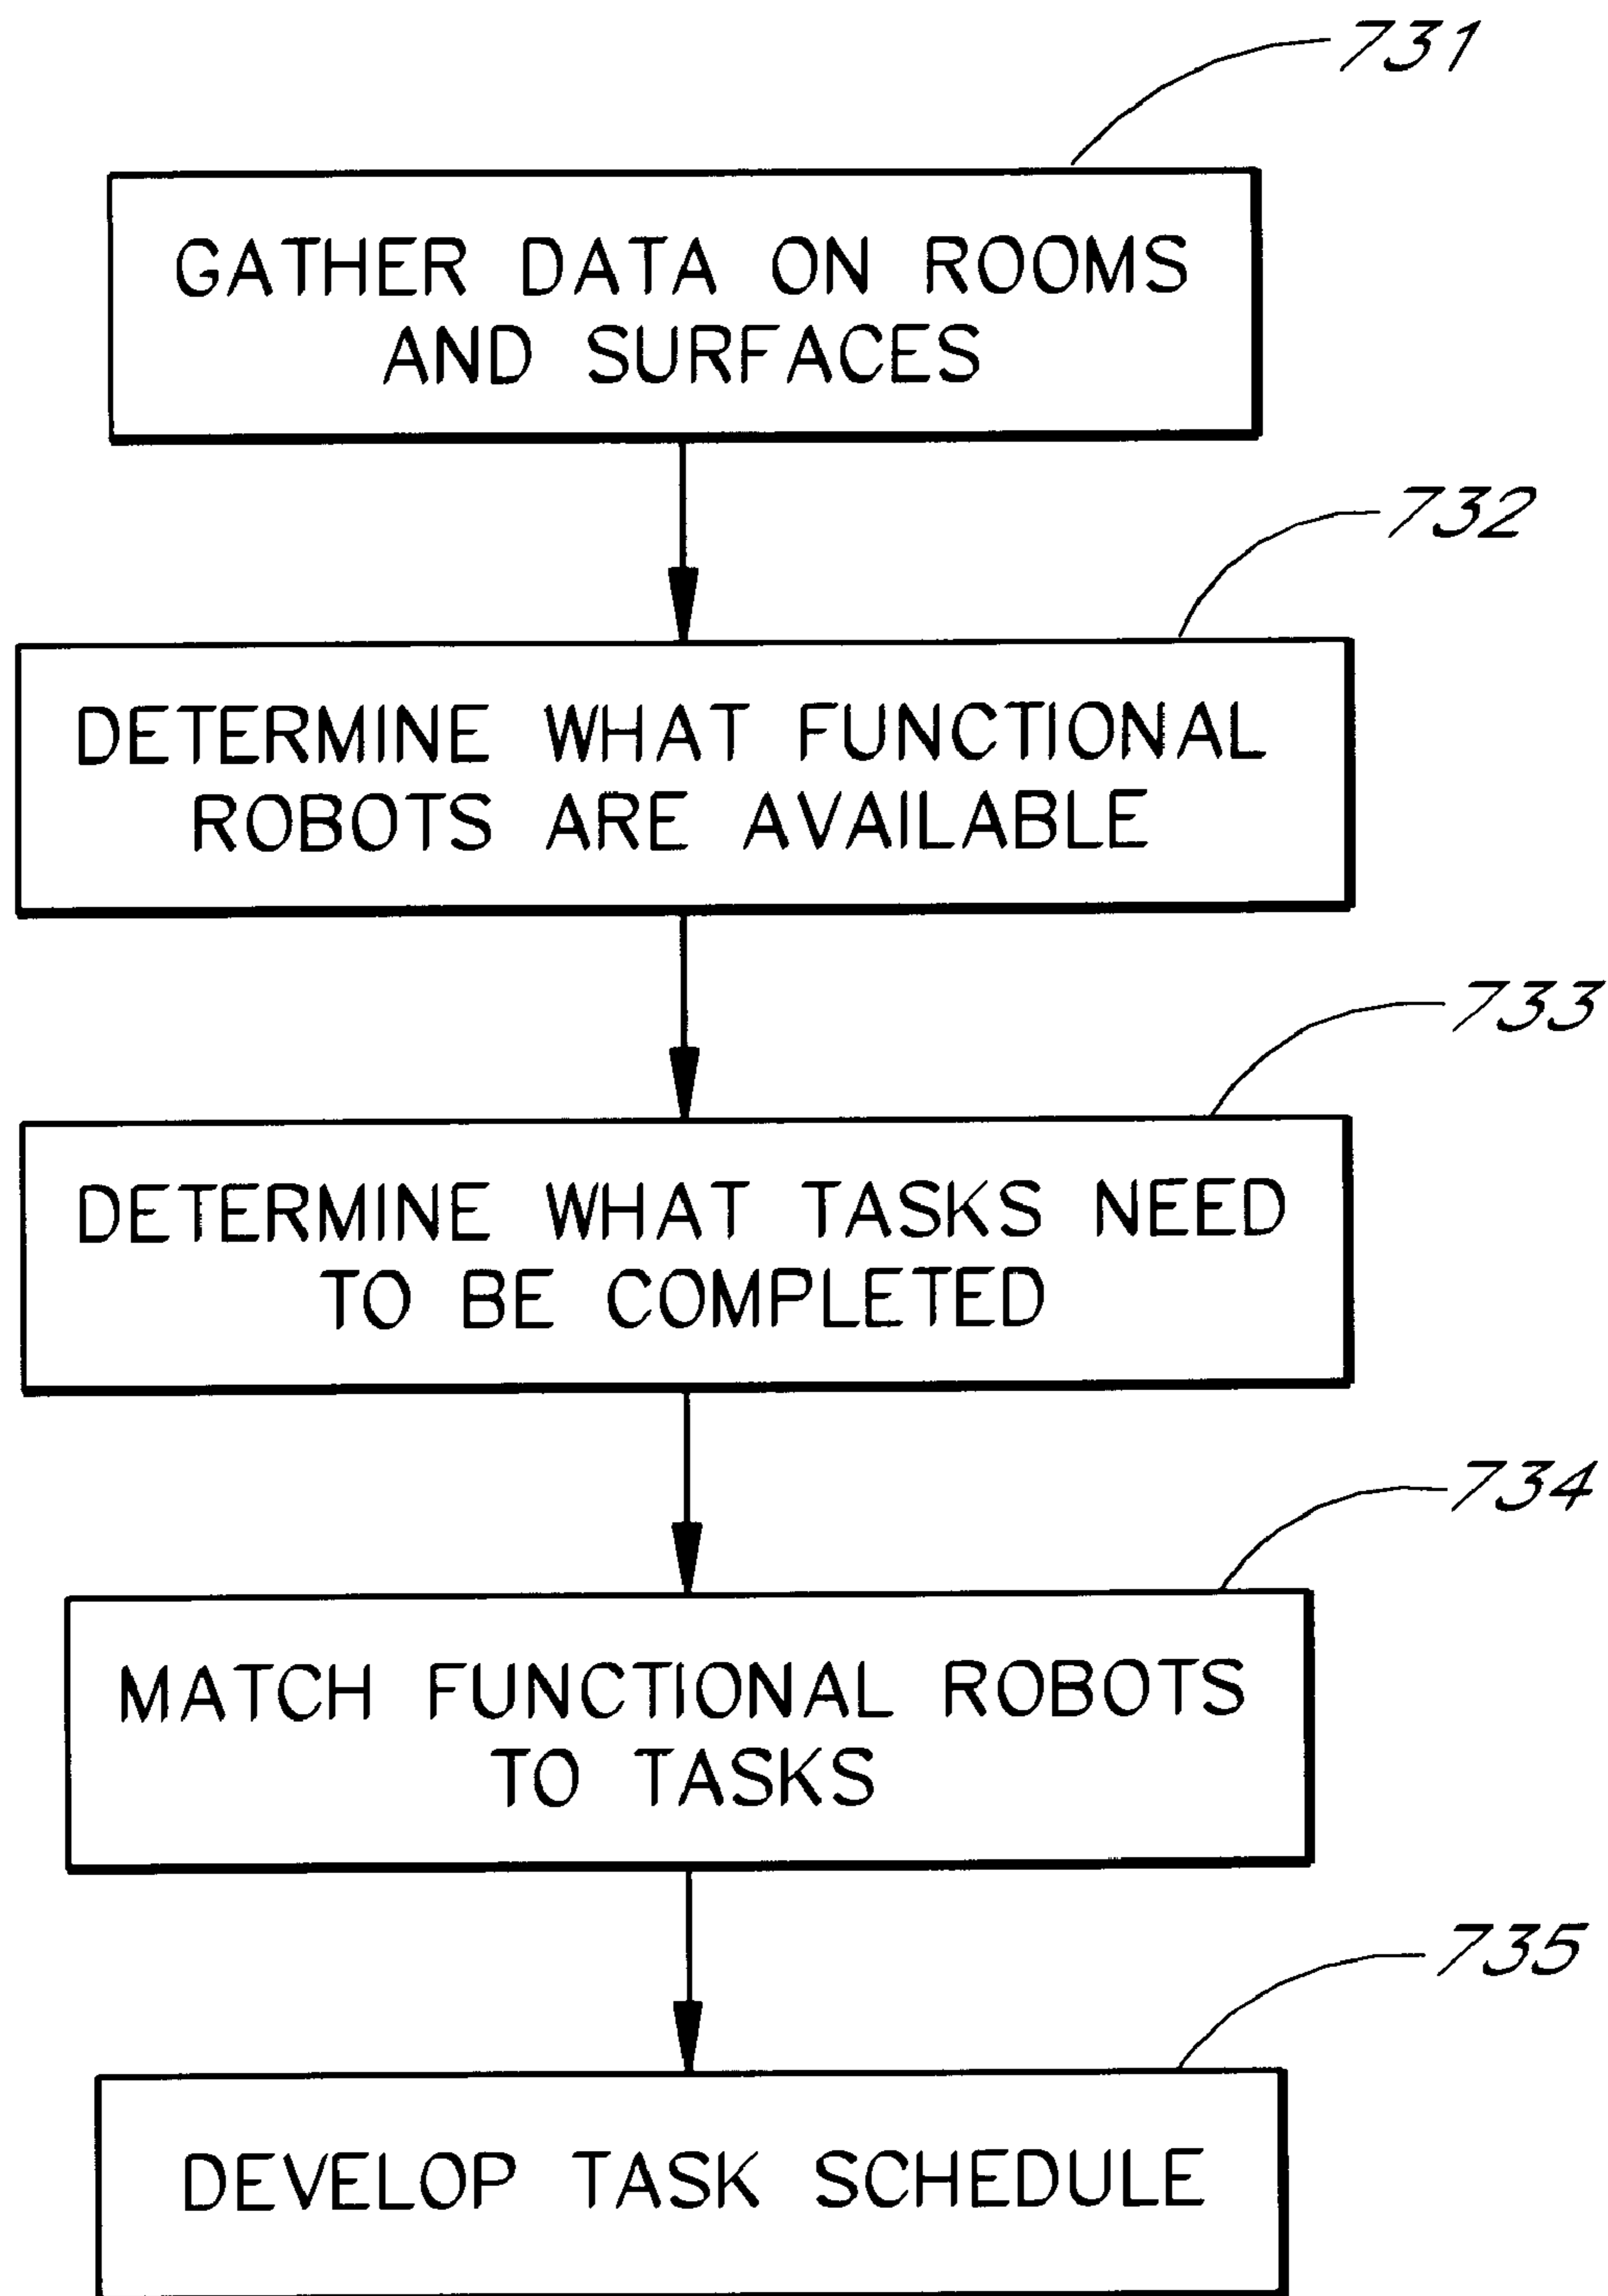 731
GATHER DATA ON ROOMS
AND SURFACES
732
DETERMINE WHAT FUNCTIONAL
ROBOTS ARE AVAILABLE
733
DETERMINE WHAT TASKS NEED
TO BE COMPLETED
734
MATCH FUNCTIONAL ROBOTS
TO TASKS
735
DEVELOP TASK SCHEDULE